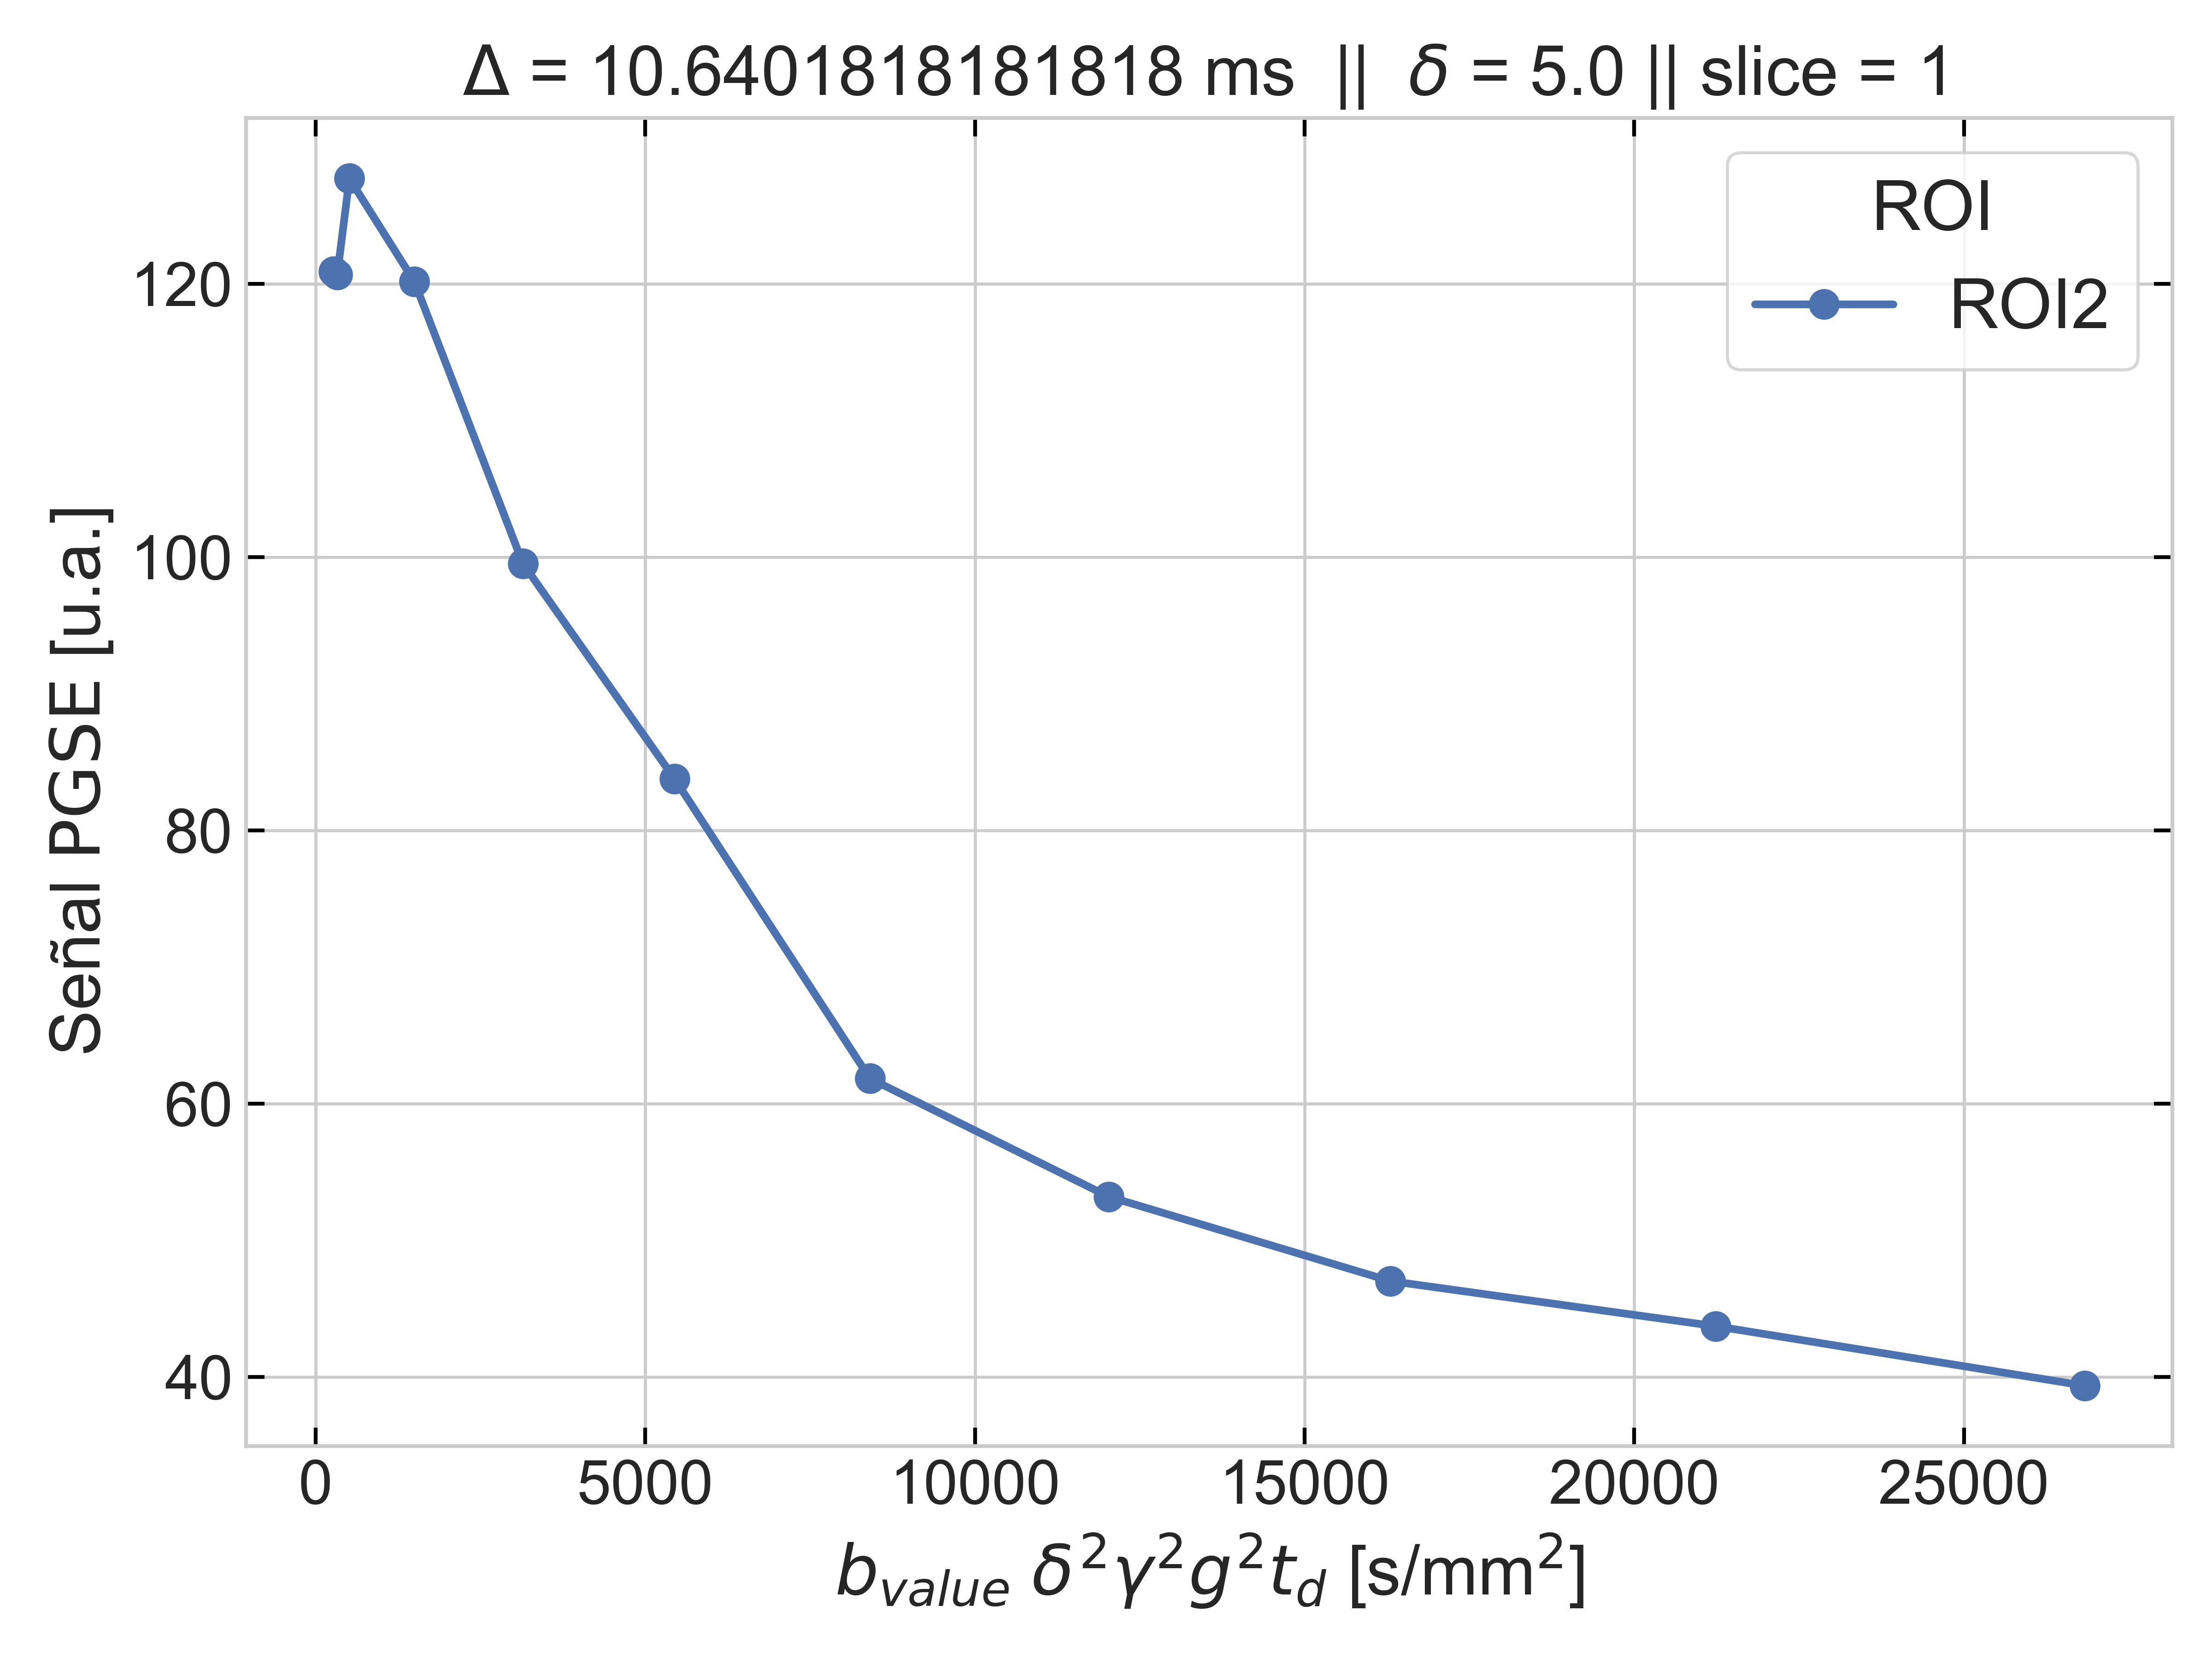 Δ = 10.640181818181818 ms || δ = 5.0 || slice = 1
ROI
ROI2
Señal PGSE [u.a.]
120
100
80
60
40
0 5000 10000 15000 20000 25000
b_value δ²γ²g²t_d [s/mm²]